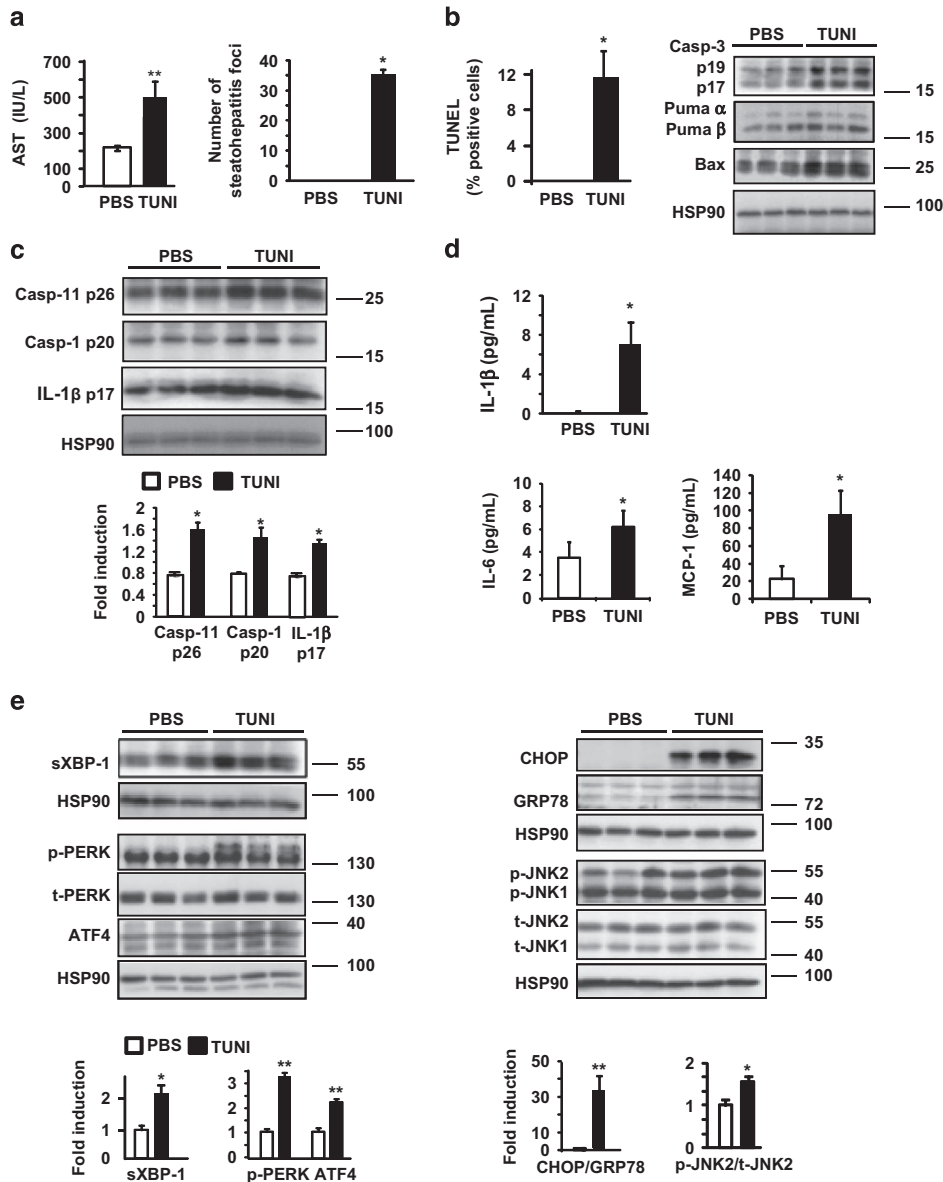 a
AST (IU/L)
700
500
300
200
0
PBS TUNI
**
Number of
steatohepatitis foci
40
30
20
10
0
PBS TUNI
*
b
TUNEL
(% positive cells)
12
8
4
0
PBS TUNI
*
PBS TUNI
Casp-3
p19
p17
15
Puma α
Puma β
15
Bax
25
HSP90
100
c
PBS TUNI
Casp-11 p26
25
Casp-1 p20
15
IL-1β p17
15
HSP90
100
PBS TUNI
Fold induction
2
1.6
1.2
0.8
0.4
0
* * *
Casp-11 Casp-1 IL-1β
p26 p20 p17
d
IL-1β (pg/mL)
12
8
4
0
*
PBS TUNI
IL-6 (pg/mL)
10
8
6
4
2
0
*
PBS TUNI
MCP-1 (pg/mL)
140
120
100
80
60
40
20
0
*
PBS TUNI
e
PBS TUNI
sXBP-1
55
HSP90
100
p-PERK
130
t-PERK
130
ATF4
40
HSP90
100
PBS TUNI
Fold induction
2
1
0
*
sXBP-1
3
2
1
0
** **
p-PERK ATF4
PBS TUNI
CHOP
35
GRP78
72
HSP90
100
p-JNK2
55
p-JNK1
40
t-JNK2
55
t-JNK1
40
HSP90
100
Fold induction
50
30
10
0
**
CHOP/GRP78
2
1
1
0
*
p-JNK2/t-JNK2